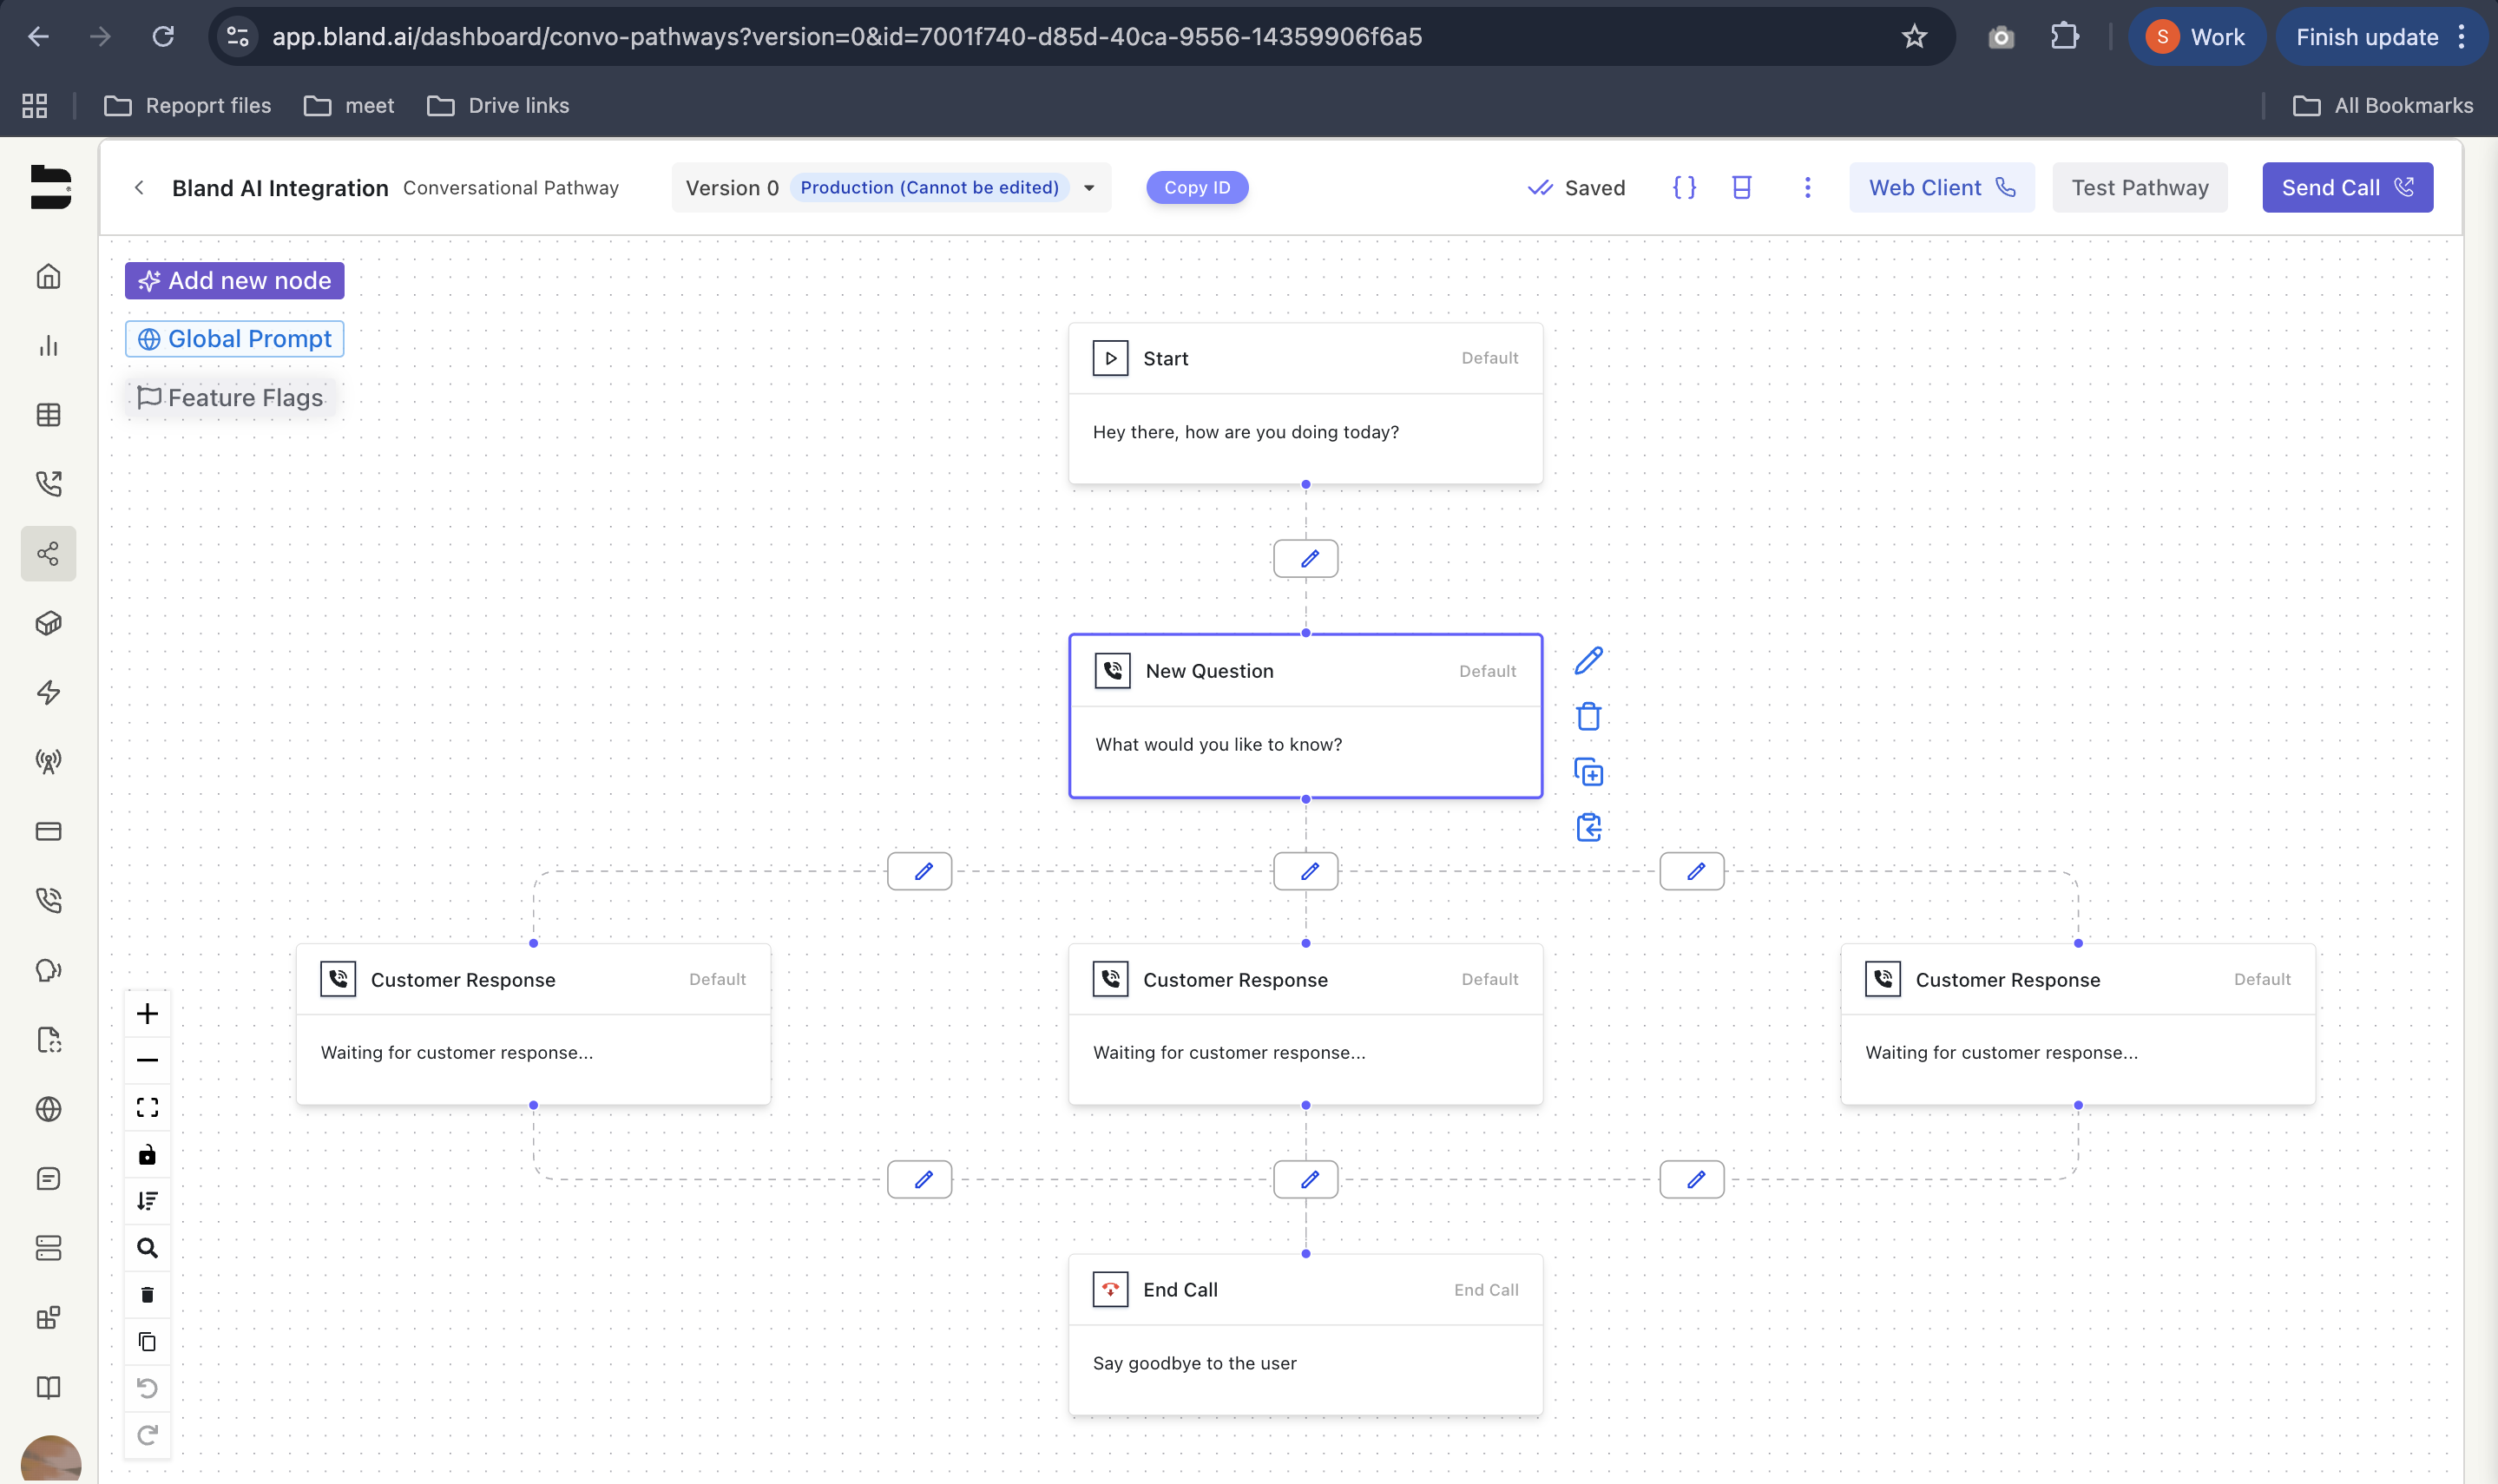 app.bland.ai/dashboard/convo-pathways?version=0&id=7001f740-d85d-40ca-9556-14359906f6a5
S Work
Finish update
Repoprt files
meet
Drive links
All Bookmarks
Bland AI Integration Conversational Pathway
Version 0 Production (Cannot be edited)
Copy ID
Saved
Web Client
Test Pathway
Send Call
Add new node
Global Prompt
Feature Flags
Start Default
Hey there, how are you doing today?
New Question Default
What would you like to know?
Customer Response Default
Waiting for customer response...
Customer Response Default
Waiting for customer response...
Customer Response Default
Waiting for customer response...
End Call End Call
Say goodbye to the user